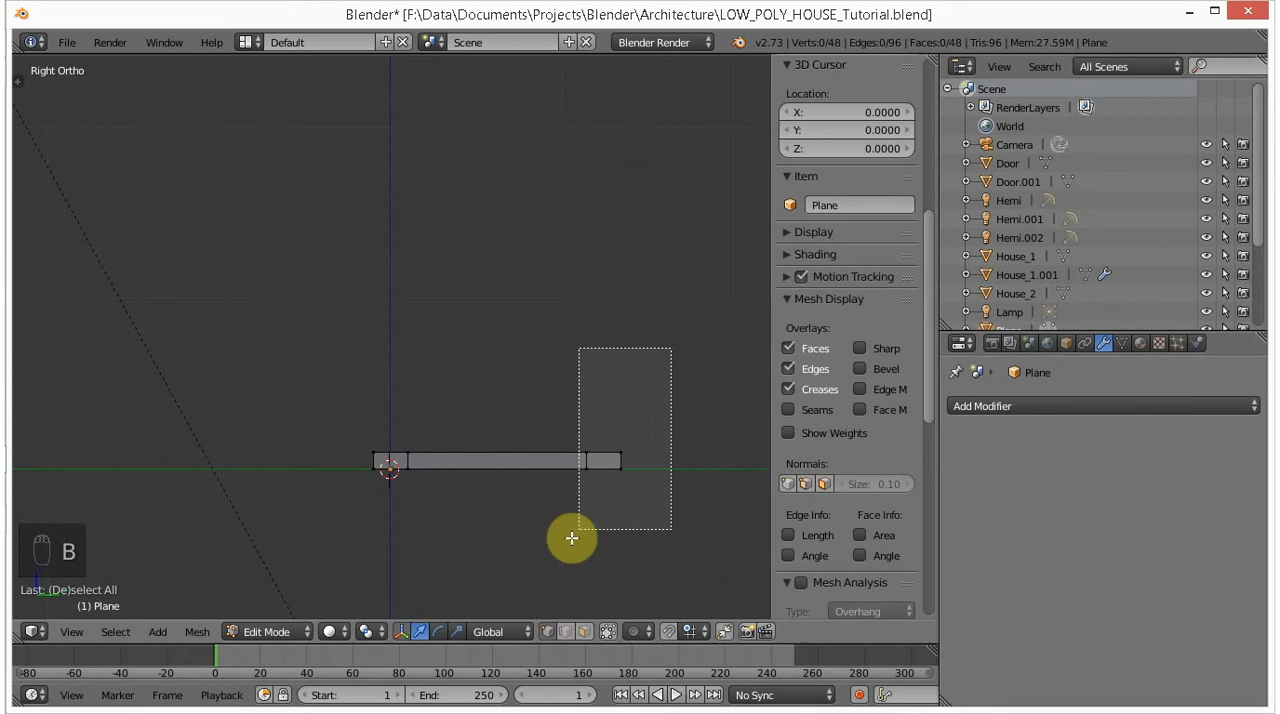 Blender* [F:\Data\Documents\Projects\Blender\Architecture\LOW_POLY_HOUSE_Tutorial.blend]
File Render Window Help Default Scene Blender Render v2.73 | Verts:0/48 | Edges:0/96 | Faces:0/48 | Tris:96 | Mem:27.59M | Plane
Right Ortho
3D Cursor
Location:
X: 0.0000
Y: 0.0000
Z: 0.0000
Item
Plane
Display
Shading
Motion Tracking
Mesh Display
Overlays:
Faces Sharp
Edges Bevel
Creases Edge M
Seams Face M
Show Weights
Normals:
Size: 0.10
Edge Info: Face Info:
Length Area
Angle Angle
Mesh Analysis
Type: Overhang
View Search All Scenes
Scene
RenderLayers
World
Camera
Door
Door.001
Hemi
Hemi.001
Hemi.002
House_1
House_1.001
House_2
Lamp
Plane
Add Modifier
B
Last: (De)select All
(1) Plane
View Select Add Mesh Edit Mode Global
-80 -60 -40 -20 0 20 40 60 80 100 120 140 160 180 200 220 240 260 280 300
View Marker Frame Playback Start: 1 End: 250 1 No Sync